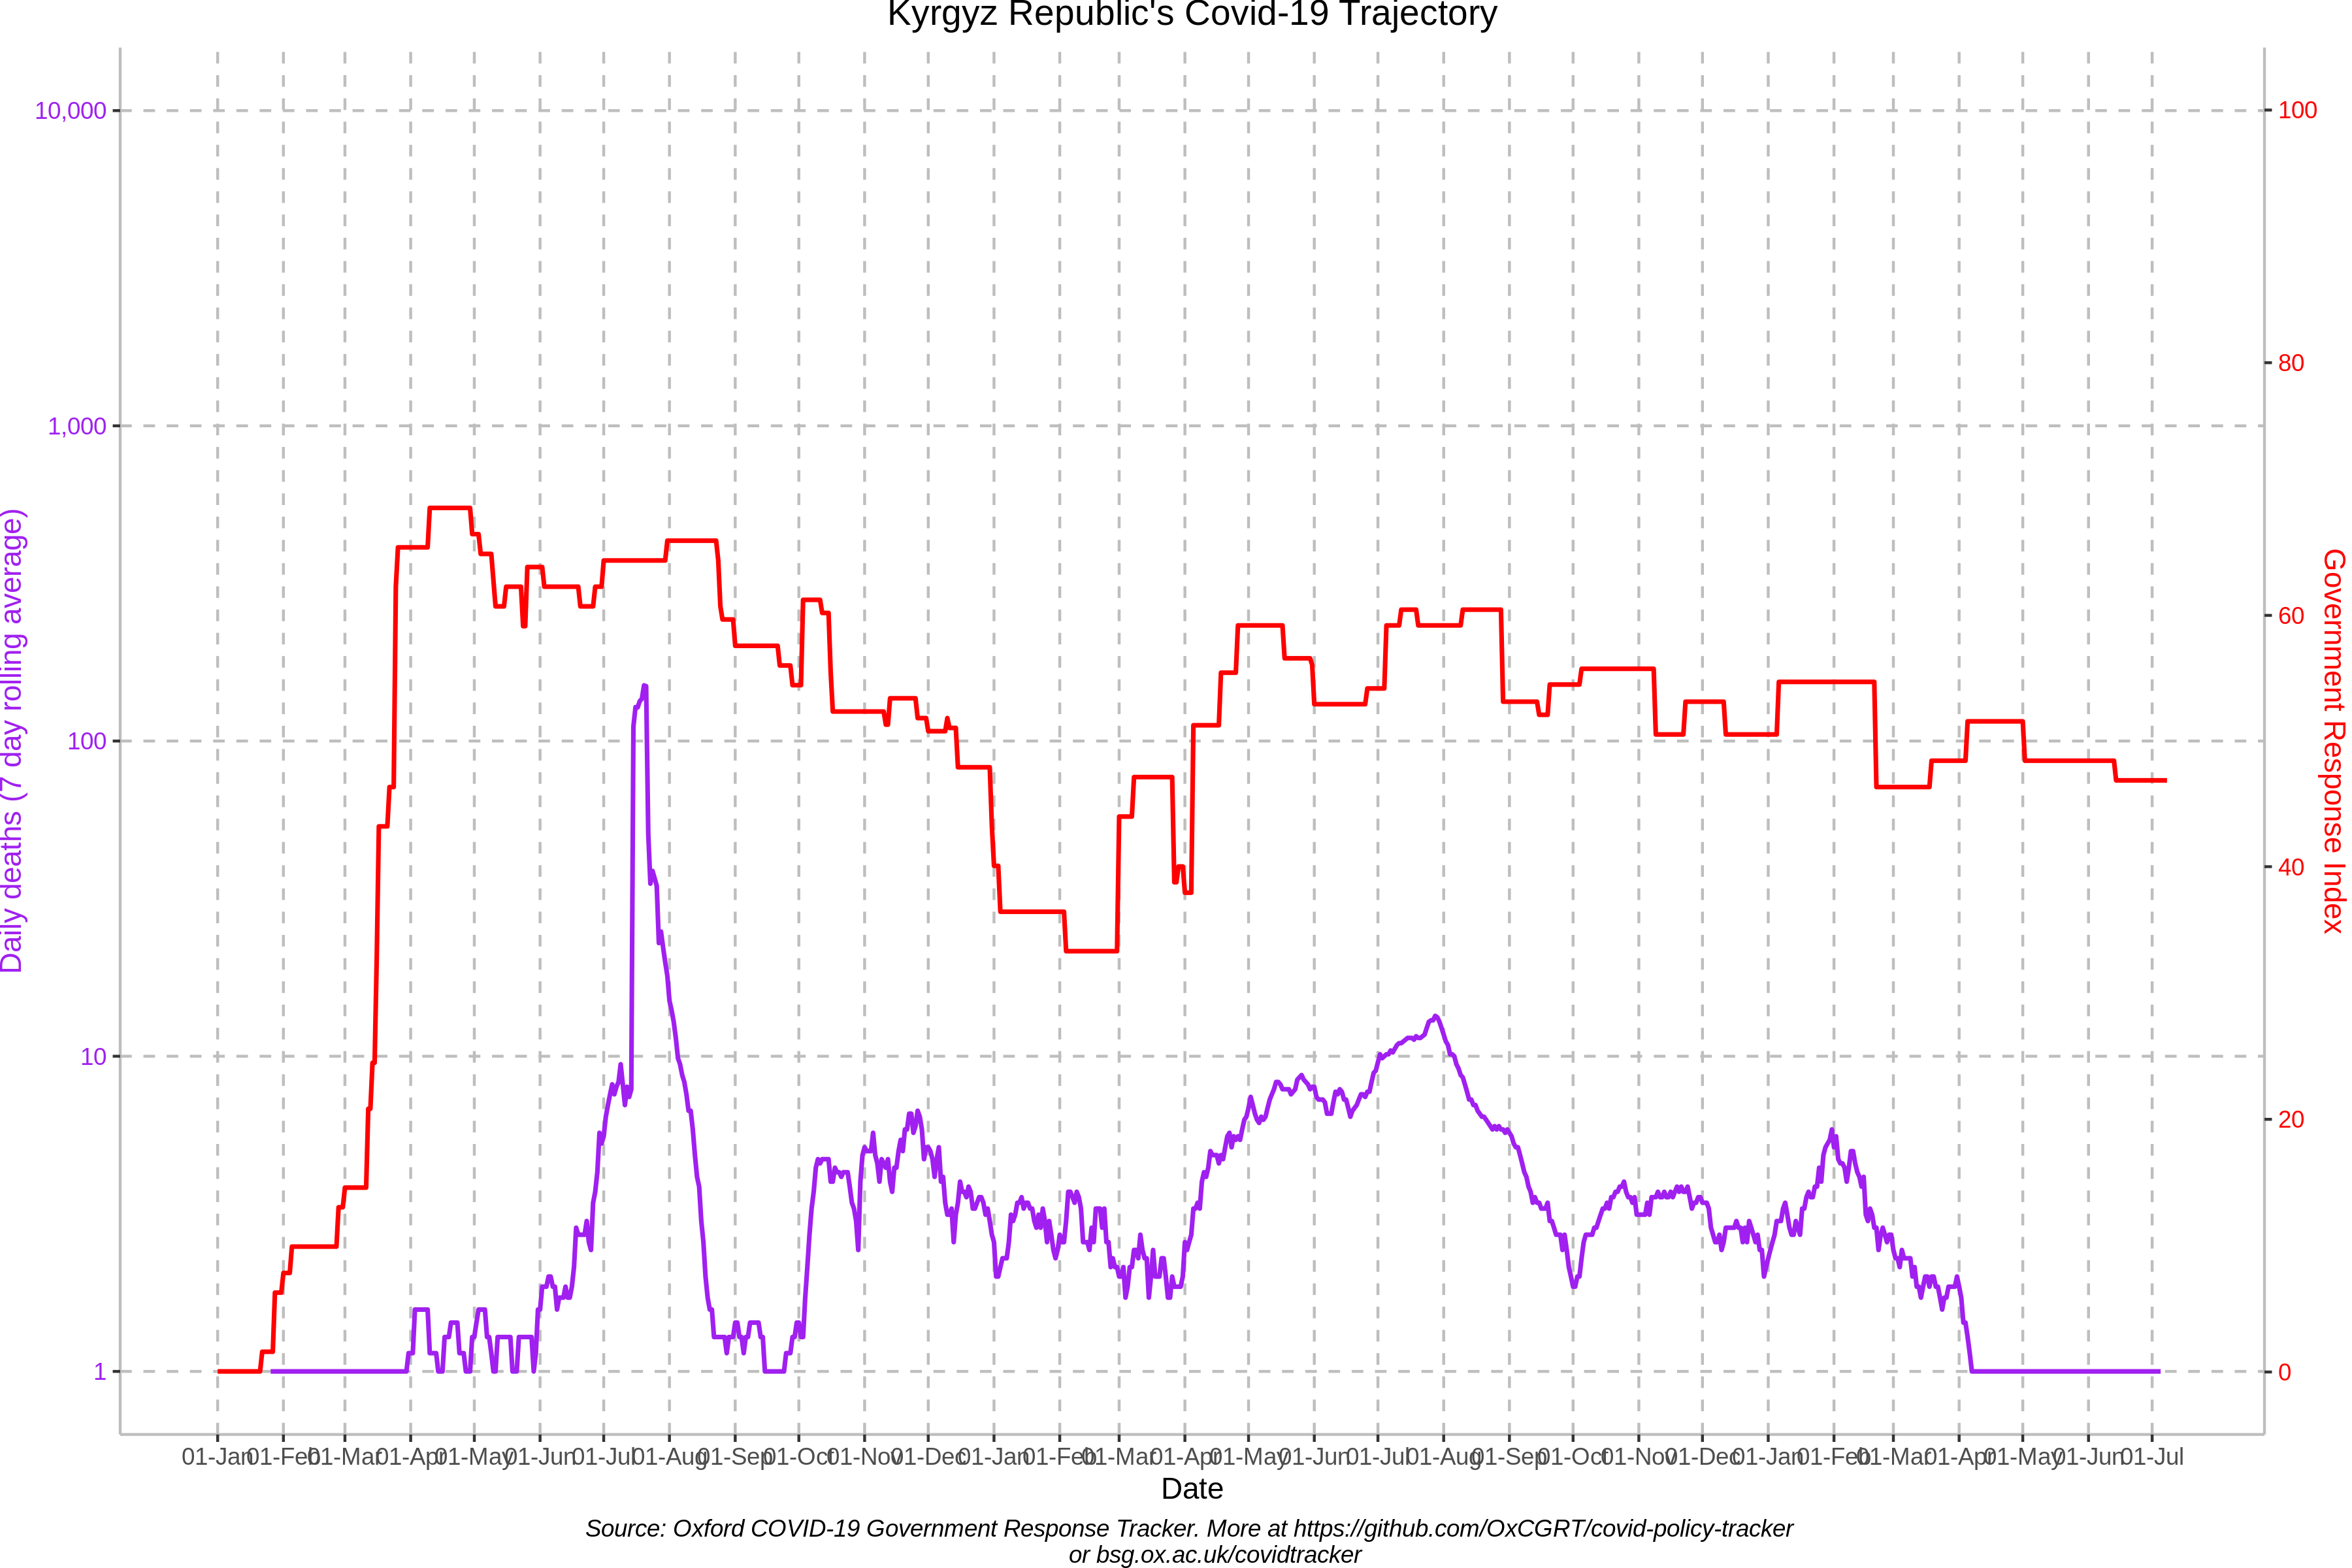 Kyrgyz Republic's Covid-19 Trajectory
10,000
1,000
100
10
1
Daily deaths (7 day rolling average)
100
80
60
40
20
0
Government Response Index
01-Jan 01-Feb 01-Mar 01-Apr 01-May 01-Jun 01-Jul 01-Aug 01-Sep 01-Oct 01-Nov 01-Dec 01-Jan 01-Feb 01-Mar 01-Apr 01-May 01-Jun 01-Jul 01-Aug 01-Sep 01-Oct 01-Nov 01-Dec 01-Jan 01-Feb 01-Mar 01-Apr 01-May 01-Jun 01-Jul
Date
Source: Oxford COVID-19 Government Response Tracker. More at https://github.com/OxCGRT/covid-policy-tracker
or bsg.ox.ac.uk/covidtracker